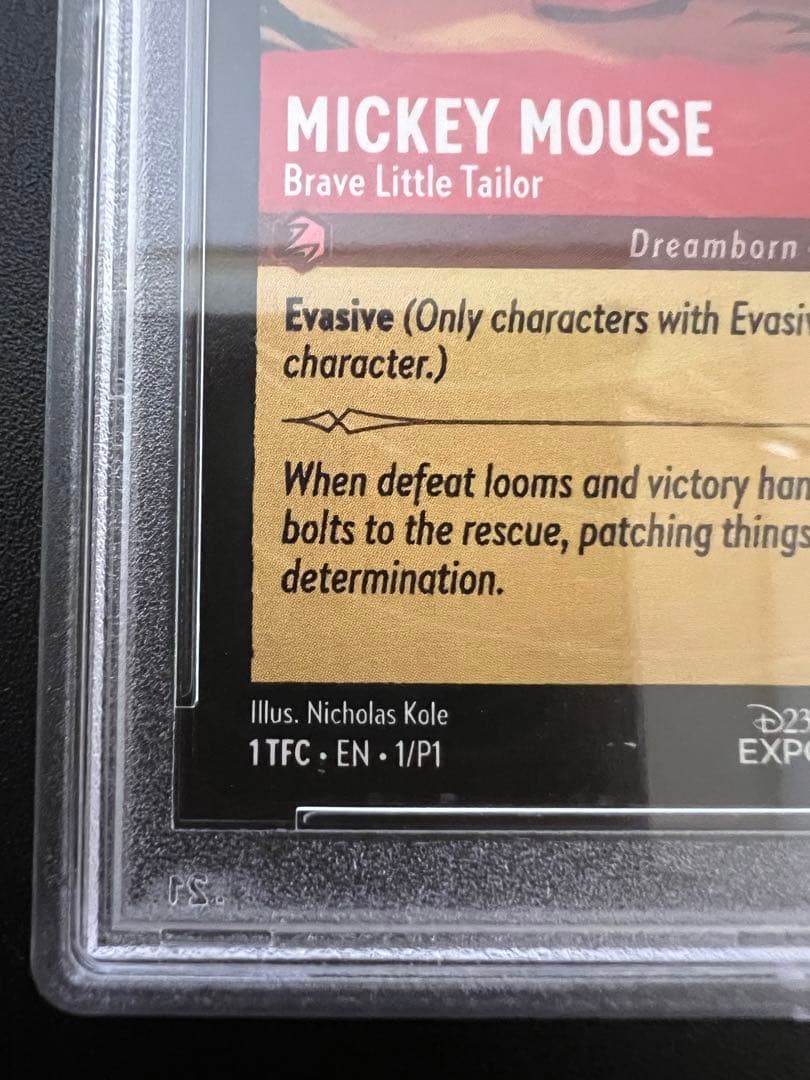 MICKEY MOUSE
Brave Little Tailor
Dreamborn
Evasive (Only characters with Evasiv
character.)
When defeat looms and victory han
bolts to the rescue, patching things
determination.
Illus. Nicholas Kole
1 TFC • EN • 1/P1
D23
EXPO